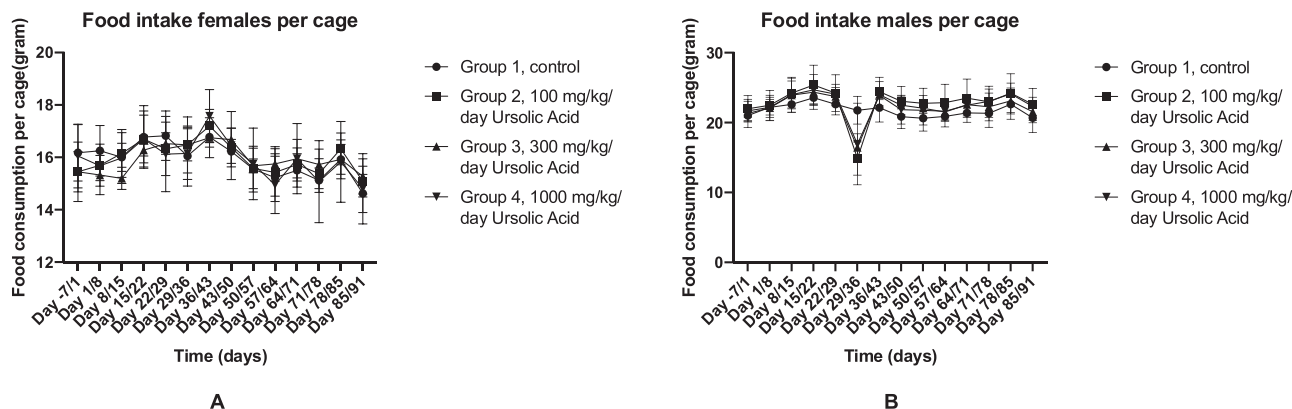 Food intake females per cage
Food consumption per cage(gram)
20
18
16
14
12
Day -7/1
Day 1/8
Day 8/15
Day 15/22
Day 22/29
Day 29/36
Day 36/43
Day 43/50
Day 50/57
Day 57/64
Day 64/71
Day 71/78
Day 78/85
Day 85/91
Time (days)
Group 1, control
Group 2, 100 mg/kg/
day Ursolic Acid
Group 3, 300 mg/kg/
day Ursolic Acid
Group 4, 1000 mg/kg/
day Ursolic Acid
A
Food intake males per cage
Food consumption per cage(gram)
30
20
10
0
Day -7/1
Day 1/8
Day 8/15
Day 15/22
Day 22/29
Day 29/36
Day 36/43
Day 43/50
Day 50/57
Day 57/64
Day 64/71
Day 71/78
Day 78/85
Day 85/91
Time (days)
Group 1, control
Group 2, 100 mg/kg/
day Ursolic Acid
Group 3, 300 mg/kg/
day Ursolic Acid
Group 4, 1000 mg/kg/
day Ursolic Acid
B